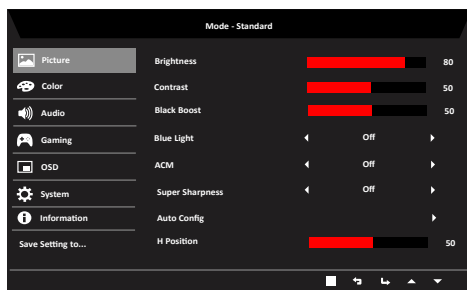 Mode - Standard
Picture
Brightness 80
Color
Contrast 50
Audio
Black Boost 50
Gaming
Blue Light Off
OSD
ACM Off
System
Super Sharpness Off
Information
Auto Config
Save Setting to...
H Position 50